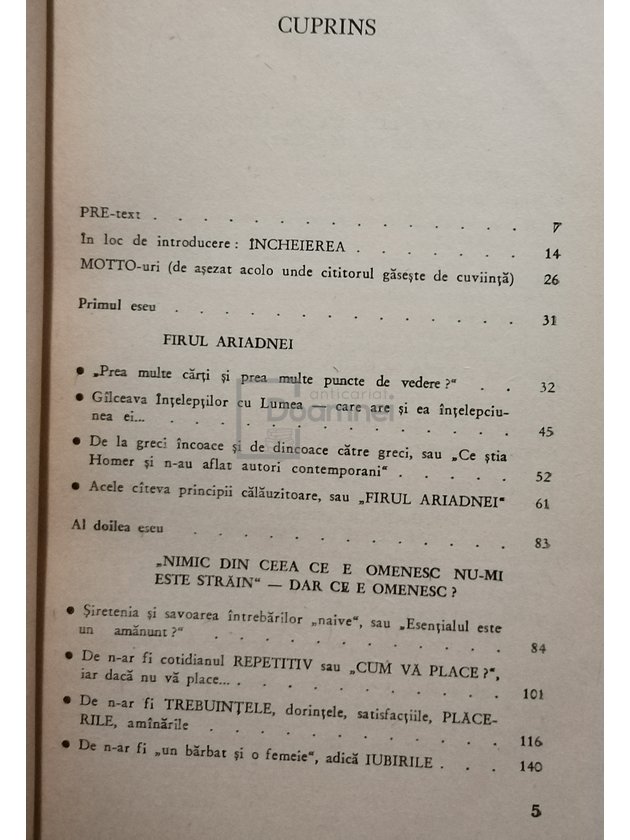 CUPRINS
PRE-text . . . . . . . . . . . . . . 7
În loc de introducere : ÎNCHEIEREA . . . . . . . 14
MOTTO-uri (de așezat acolo unde cititorul găsește de cuviință) 26
Primul eseu . . . . . . . . . . . . . . 31
FIRUL ARIADNEI
● „Prea multe cărți și prea multe puncte de vedere ?“ . . 32
● Gîlceava Înțelepților cu Lumea — care are și ea înțelepciu-
nea ei... . . . . . . . . . . . . . . 45
● De la greci încoace și de dincoace către greci, sau „Ce știa
Homer și n-au aflat autori contemporani“ . . . . . 52
● Acele cîteva principii călăuzitoare, sau „FIRUL ARIADNEI“ 61
Al doilea eseu . . . . . . . . . . . . . 83
„NIMIC DIN CEEA CE E OMENESC NU-MI
ESTE STRĂIN“ — DAR CE E OMENESC ?
● Șiretenia și savoarea întrebărilor „naive“, sau „Esențialul este
un amănunt ?“ . . . . . . . . . . . . 84
● De n-ar fi cotidianul REPETITIV sau „CUM VĂ PLACE ?“,
iar dacă nu vă place... . . . . . . . . . . 101
● De n-ar fi TREBUINȚELE, dorințele, satisfacțiile, PLĂCE-
RILE, amînările . . . . . . . . . . . . 116
● De n-ar fi „un bărbat și o femeie“, adică IUBIRILE . . . 140
5
anticariat
Doamnei